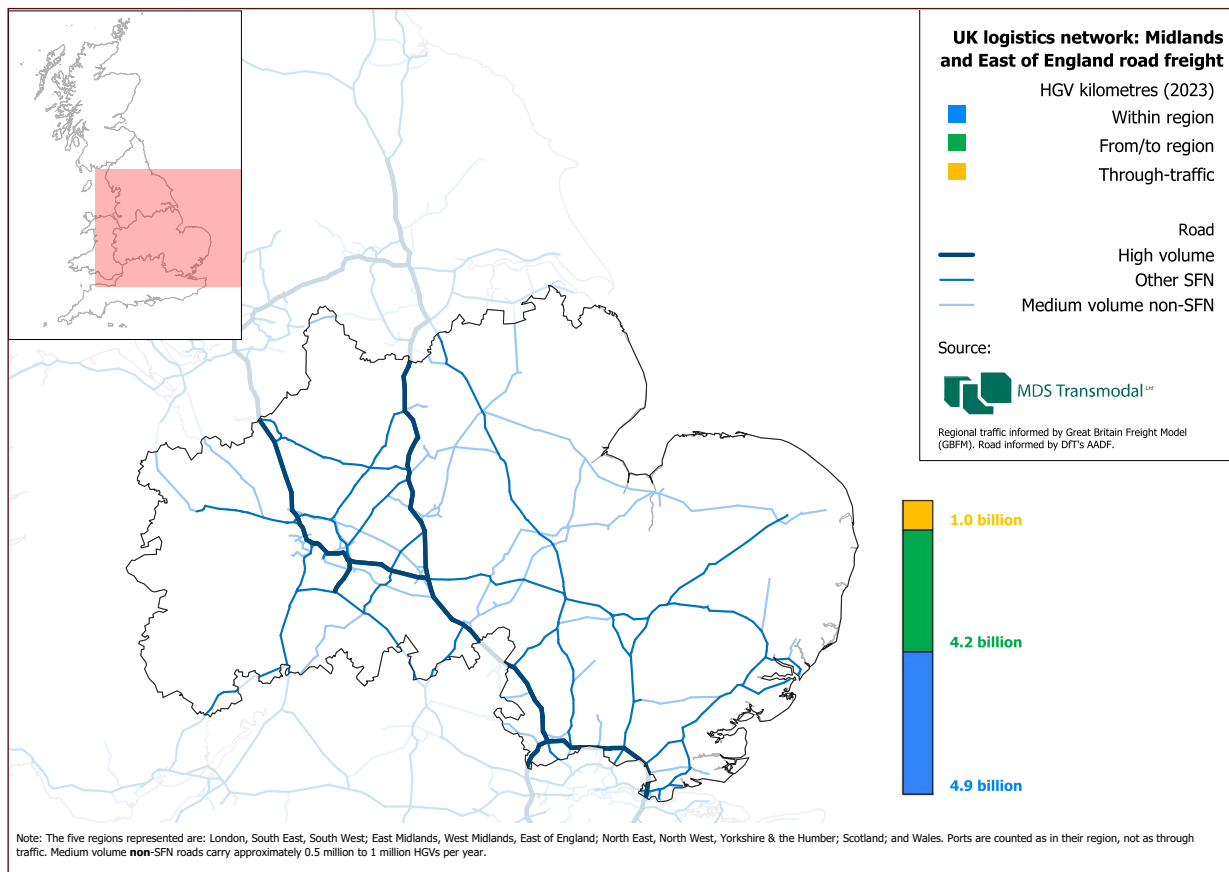 UK logistics network: Midlands
and East of England road freight
HGV kilometres (2023)
Within region
From/to region
Through-traffic
Road
High volume
Other SFN
Medium volume non-SFN
Source:
MDS Transmodal Ltd
Regional traffic informed by Great Britain Freight Model
(GBFM). Road informed by DfT's AADF.
1.0 billion
4.2 billion
4.9 billion
Note: The five regions represented are: London, South East, South West; East Midlands, West Midlands, East of England; North East, North West, Yorkshire & the Humber; Scotland; and Wales. Ports are counted as in their region, not as through
traffic. Medium volume non-SFN roads carry approximately 0.5 million to 1 million HGVs per year.